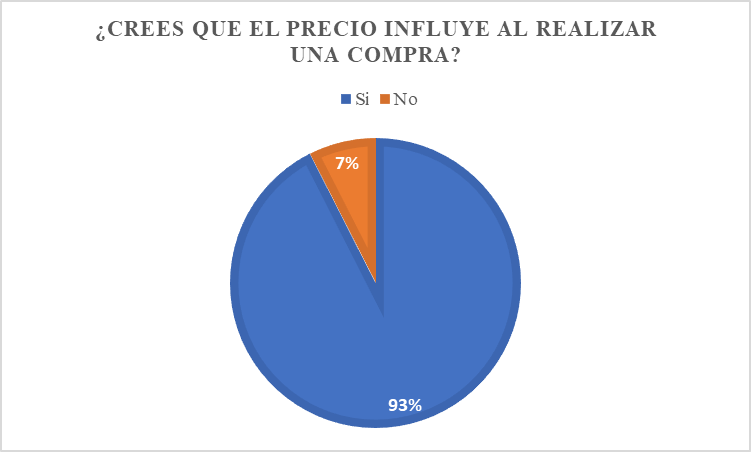 ¿CREES QUE EL PRECIO INFLUYE AL REALIZAR
UNA COMPRA?
Si No
7%
93%